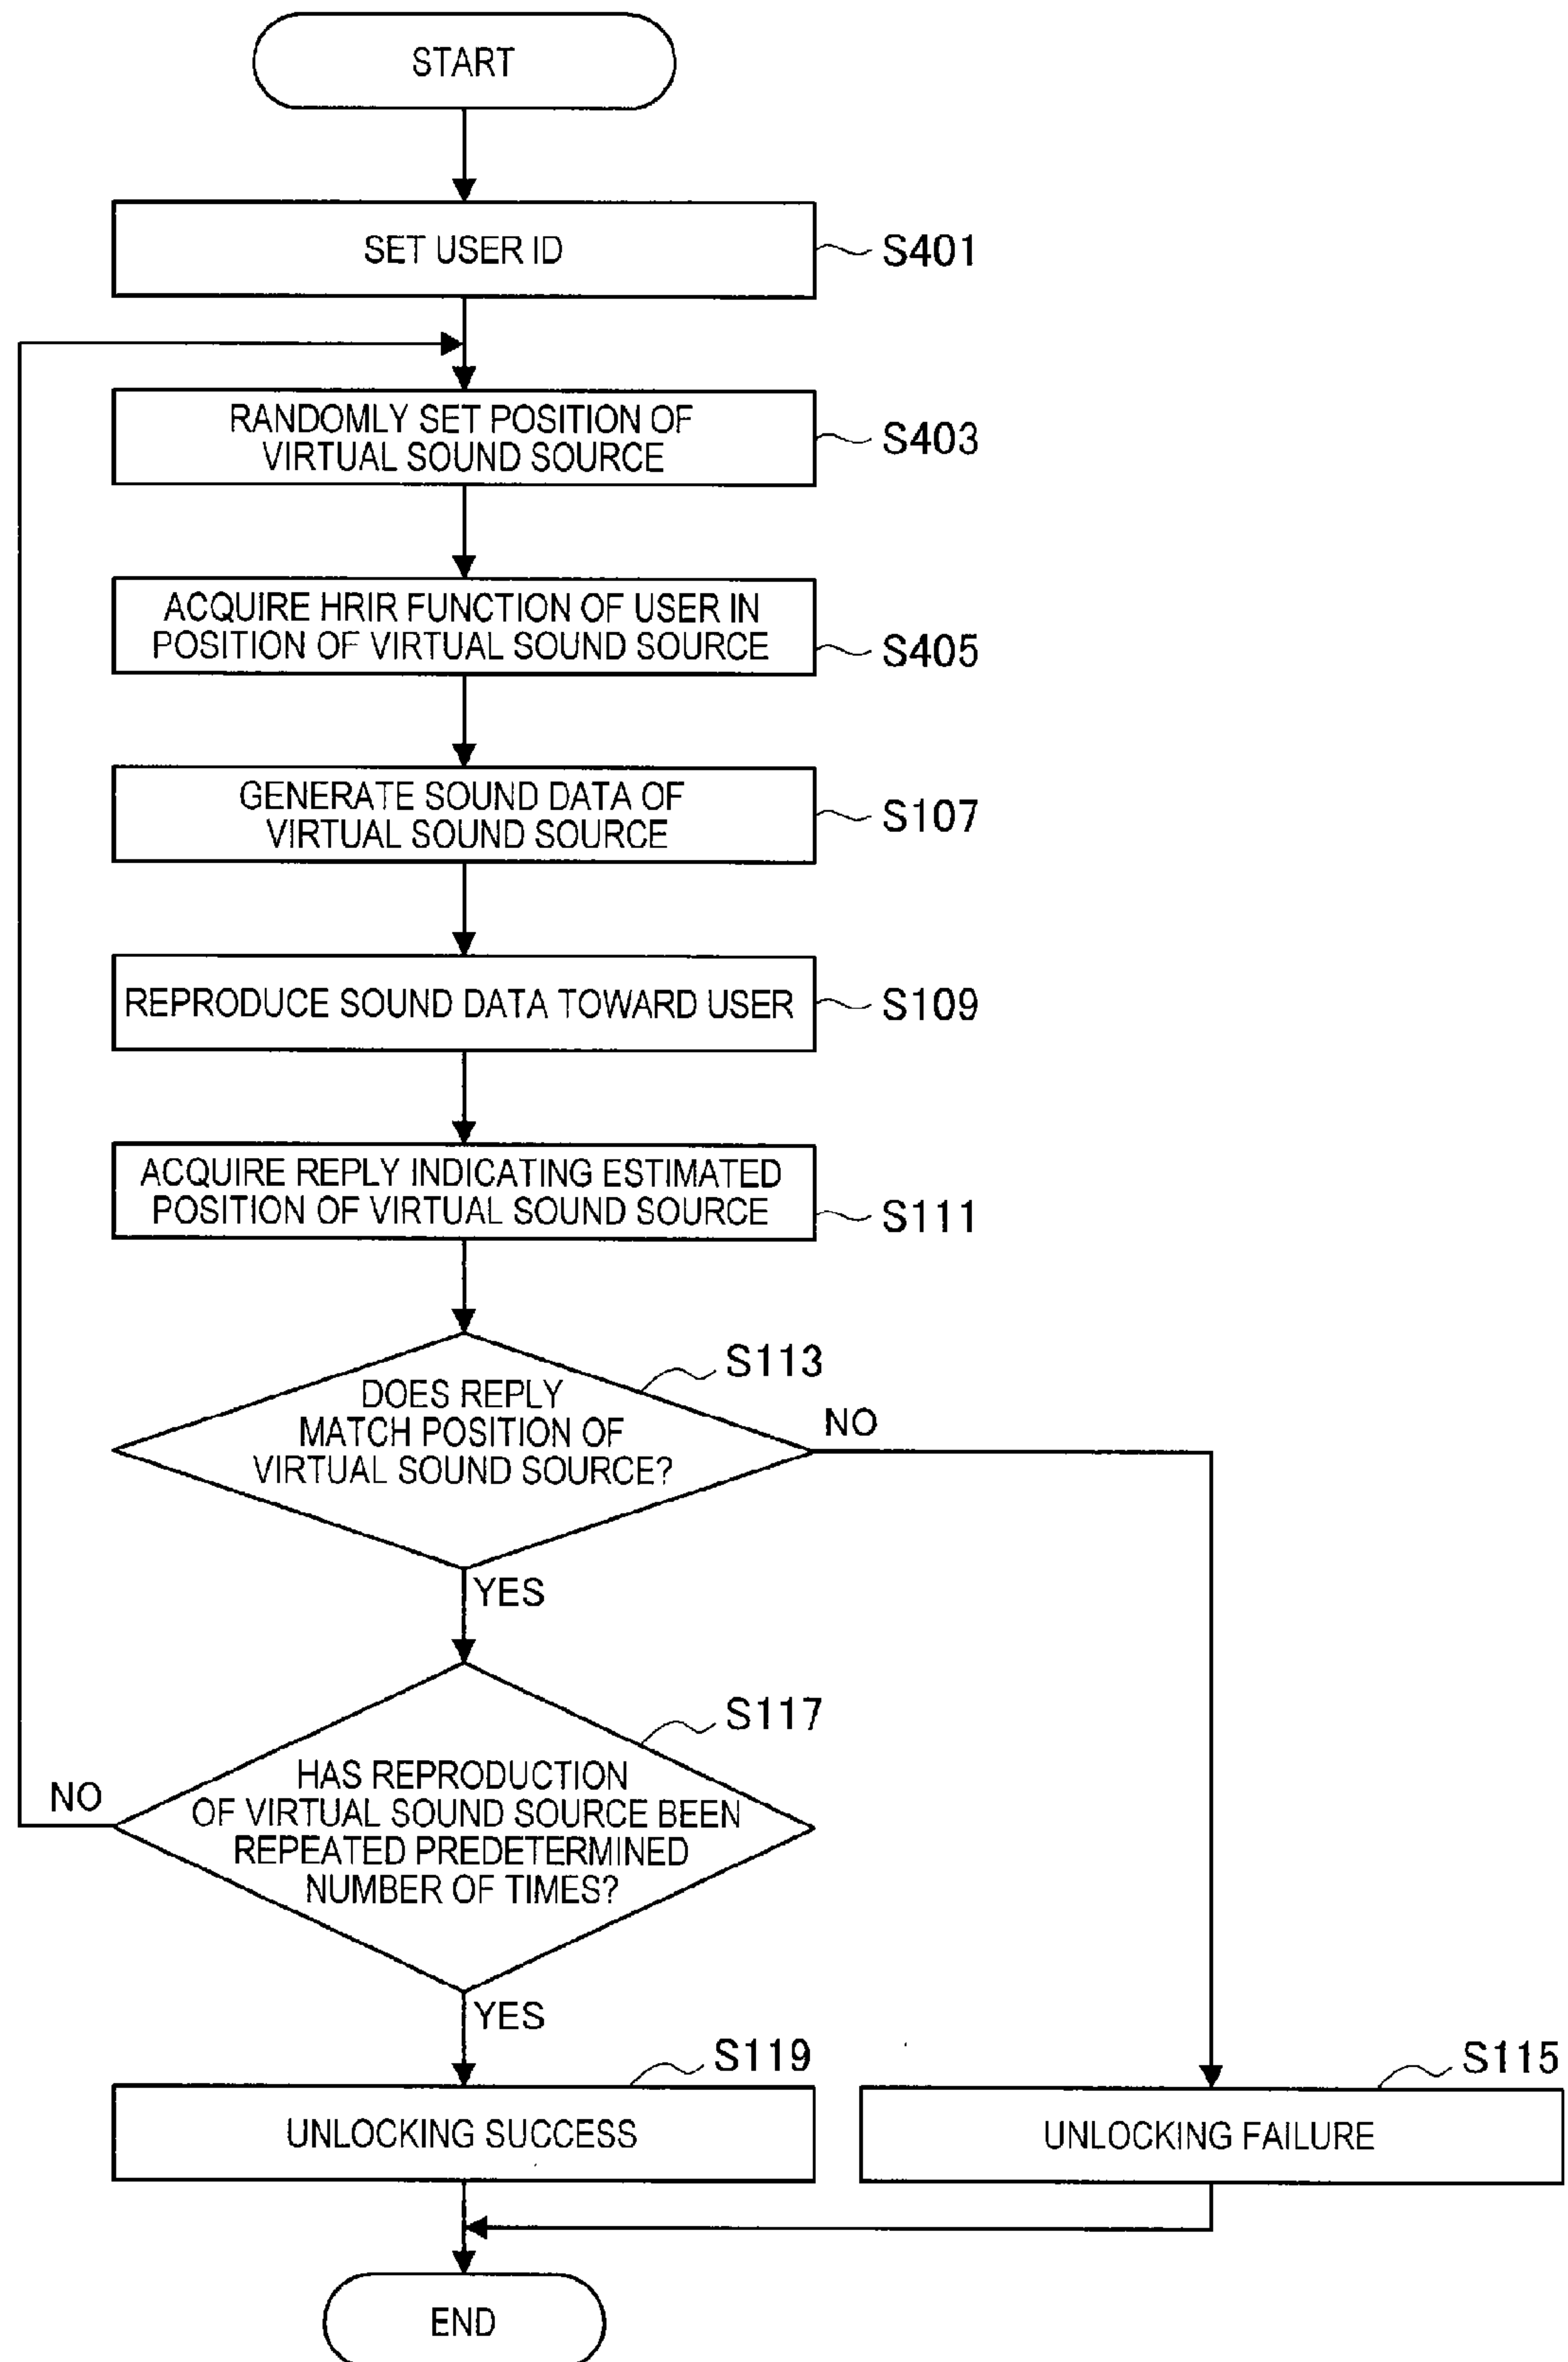 START
SET USER ID
S401
RANDOMLY SET POSITION OF
VIRTUAL SOUND SOURCE
S403
ACQUIRE HRIR FUNCTION OF USER IN
POSITION OF VIRTUAL SOUND SOURCE
S405
GENERATE SOUND DATA OF
VIRTUAL SOUND SOURCE
S107
REPRODUCE SOUND DATA TOWARD USER
S109
ACQUIRE REPLY INDICATING ESTIMATED
POSITION OF VIRTUAL SOUND SOURCE
S111
S113
DOES REPLY
MATCH POSITION OF
VIRTUAL SOUND SOURCE?
NO
YES
S117
HAS REPRODUCTION
OF VIRTUAL SOUND SOURCE BEEN
REPEATED PREDETERMINED
NUMBER OF TIMES?
NO
YES
S119
UNLOCKING SUCCESS
S115
UNLOCKING FAILURE
END